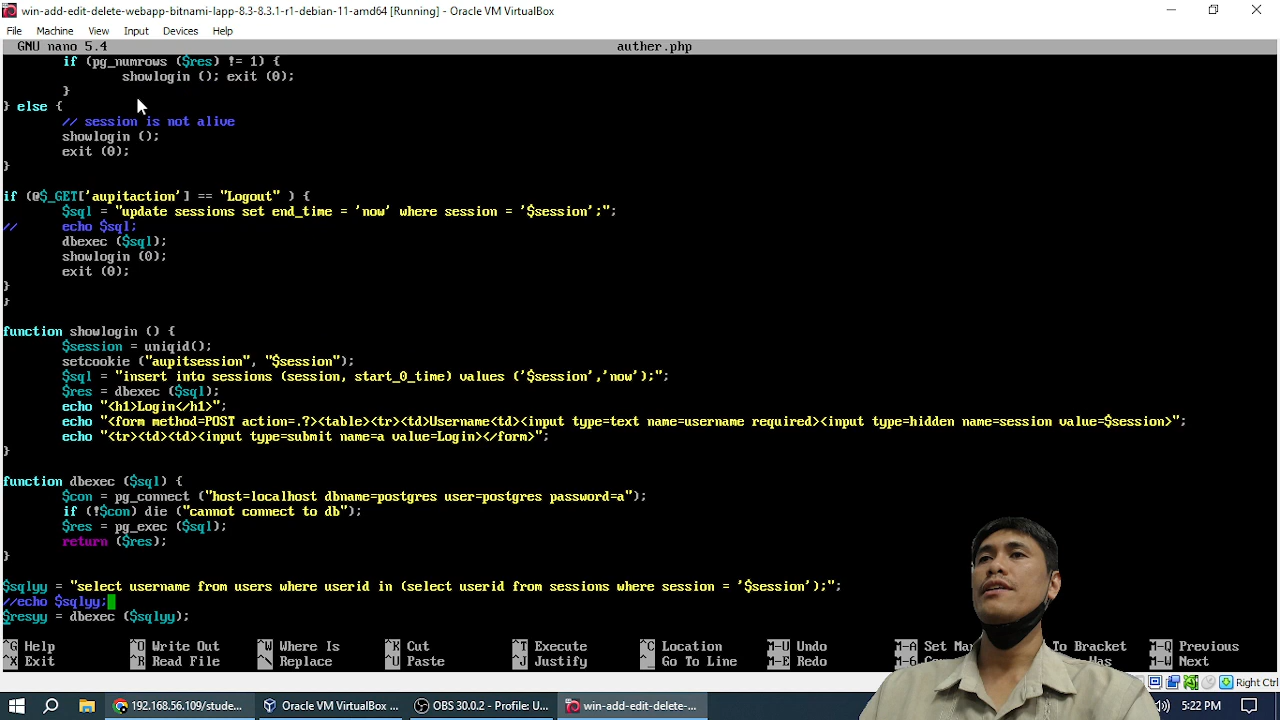 win-add-edit-delete-webapp-bitnami-lapp-8.3-8.3.1-r1-debian-11-amd64 [Running] - Oracle VM VirtualBox
File Machine View Input Devices Help
GNU nano 5.4 auther.php
if (pg_numrows ($res) != 1) {
showlogin (); exit (0);
}
} else {
// session is not alive
showlogin ();
exit (0);
}
if (@$_GET['aupitaction'] == "Logout" ) {
$sql = "update sessions set end_time = 'now' where session = '$session';";
// echo $sql;
dbexec ($sql);
showlogin (0);
exit (0);
}
}
function showlogin () {
$session = uniqid();
setcookie ("aupitsession", "$session");
$sql = "insert into sessions (session, start_0_time) values ('$session','now');";
$res = dbexec ($sql);
echo "<h1>Login</h1>";
echo "<form method=POST action=.?><table><tr><td>Username<td><input type=text name=username required><input type=hidden name=session value=$session>";
echo "<tr><td><td><input type=submit name=a value=Login></form>";
}
function dbexec ($sql) {
$con = pg_connect ("host=localhost dbname=postgres user=postgres password=a");
if (!$con) die ("cannot connect to db");
$res = pg_exec ($sql);
return ($res);
}
$sqlyy = "select username from users where userid in (select userid from sessions where session = '$session');";
//echo $sqlyy;
$resyy = dbexec ($sqlyy);
^G Help ^O Write Out ^W Where Is ^K Cut ^T Execute ^C Location M-U Undo M-A Set To Bracket M-Q Previous
^X Exit ^R Read File ^\ Replace ^U Paste ^J Justify ^_ Go To Line M-E Redo M-6 Was M-W Next
Right Ctrl
192.168.56.109/stude... Oracle VM VirtualBox ... OBS 30.0.2 - Profile: U... win-add-edit-delete-... 5:22 PM